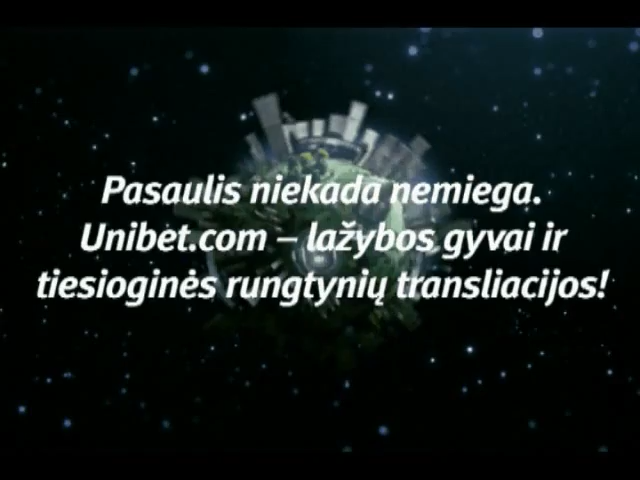 Pasaulis niekada nemiega.
Unibet.com – lažybos gyvai ir
tiesioginės rungtynių transliacijos!